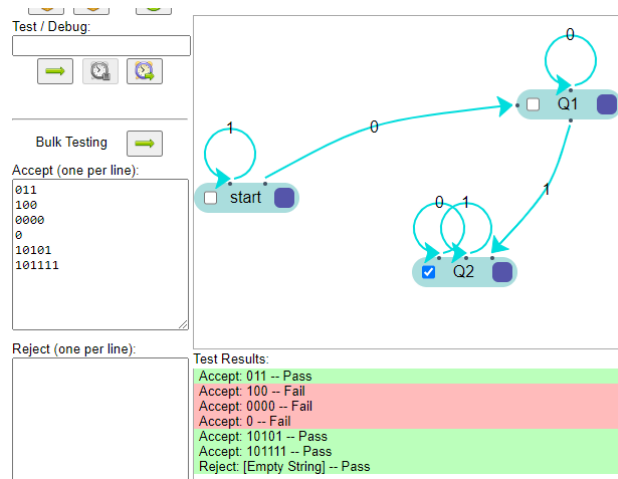 Test / Debug:
Bulk Testing
Accept (one per line):
011
100
0000
0
10101
101111
Reject (one per line):
0
Q1
0
1
start
1
0
1
Q2
Test Results:
Accept: 011 -- Pass
Accept: 100 -- Fail
Accept: 0000 -- Fail
Accept: 0 -- Fail
Accept: 10101 -- Pass
Accept: 101111 -- Pass
Reject: [Empty String] -- Pass